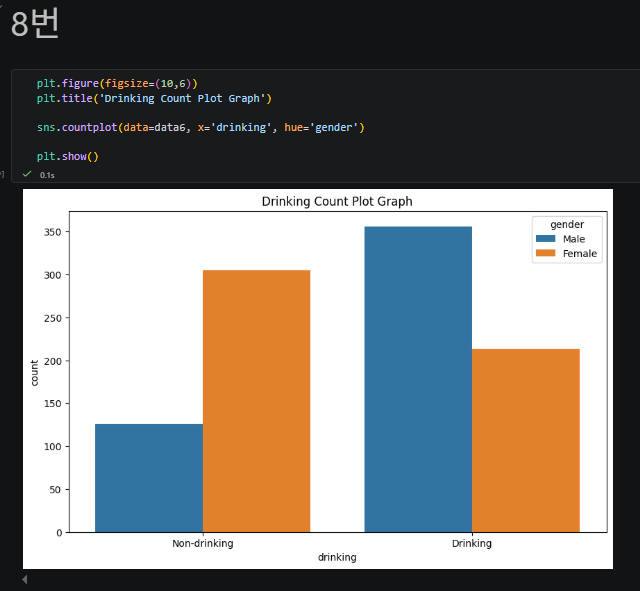 8번
plt.figure(figsize=(10,6))
plt.title('Drinking Count Plot Graph')
sns.countplot(data=data6, x='drinking', hue='gender')
plt.show()
0.1s
Drinking Count Plot Graph
gender
Male
Female
350
300
250
200
150
100
50
0
count
Non-drinking
Drinking
drinking